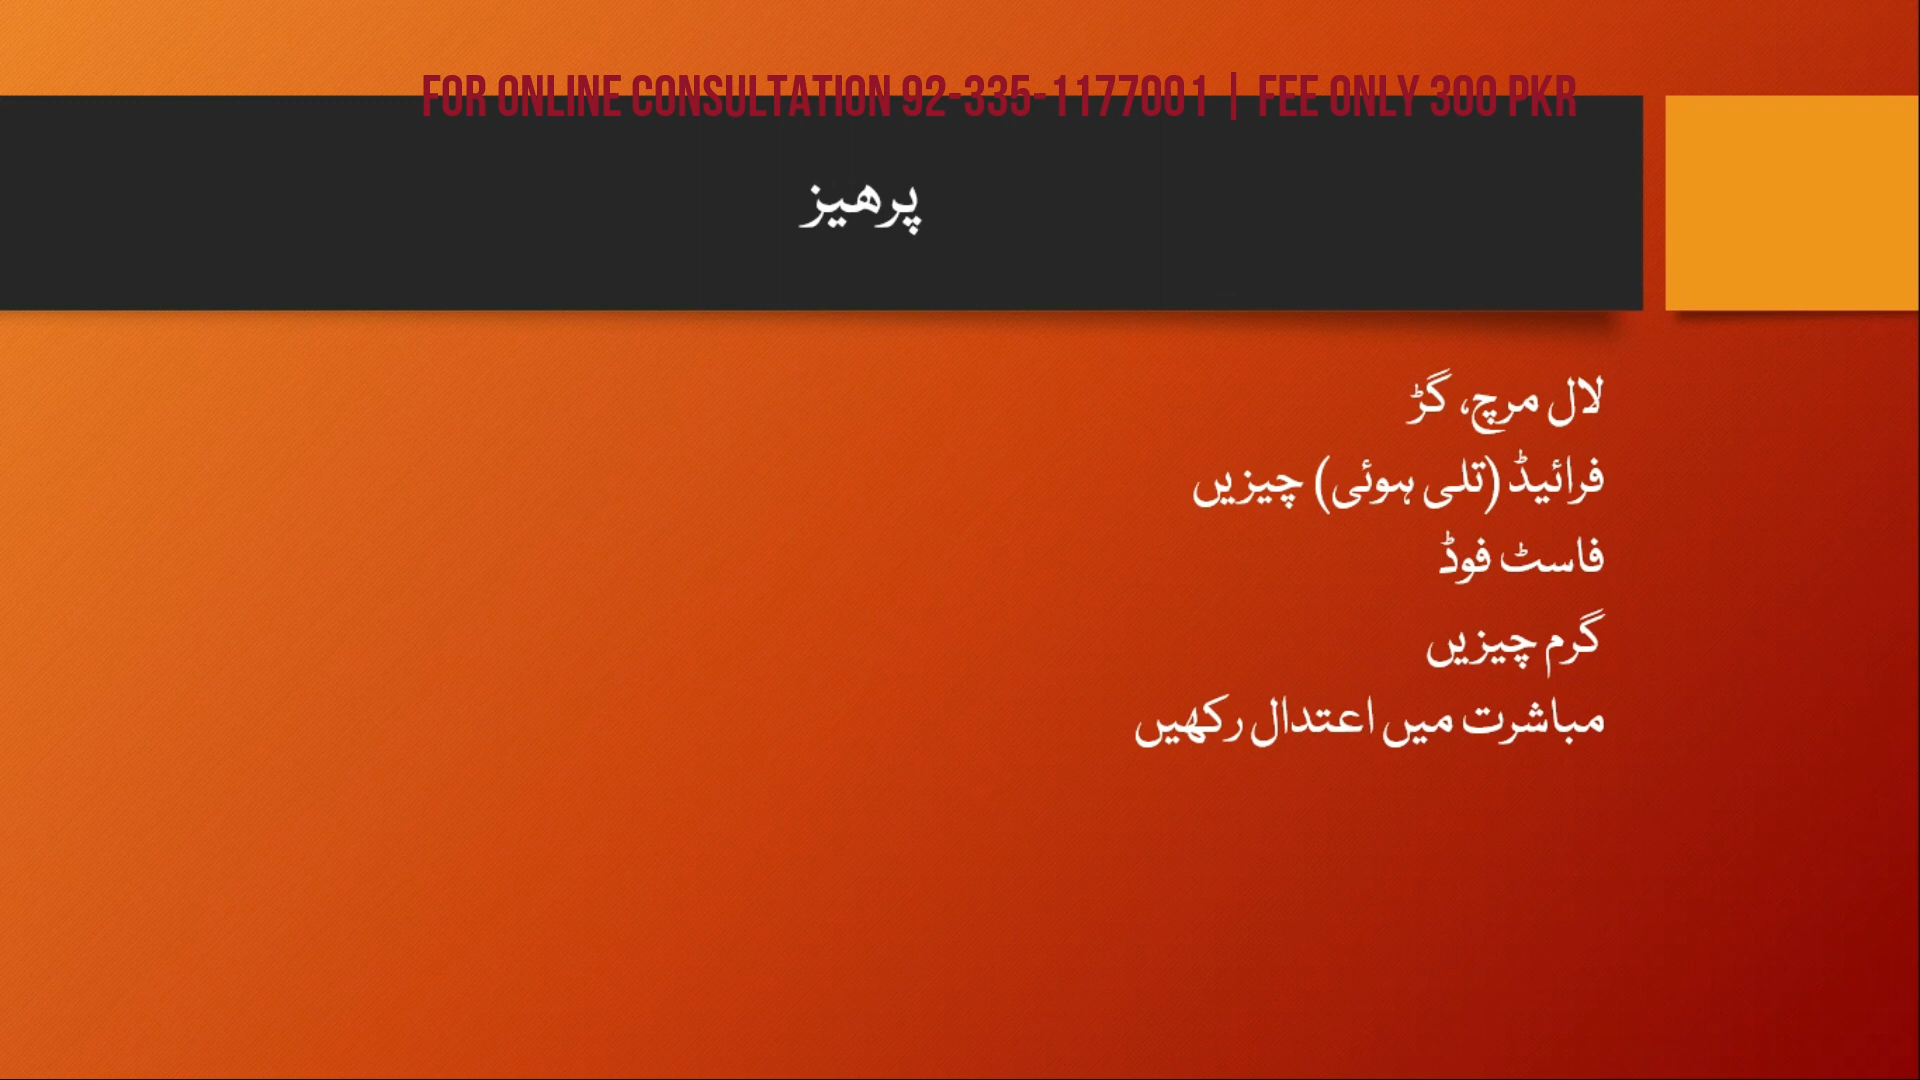 FOR ONLINE CONSULTATION 92-335-1177001 | FEE ONLY 300 PKR
پرھیز
لال مرچ، گڑ
فرائیڈ (تلی ہوئی) چیزیں
فاسٹ فوڈ
گرم چیزیں
مباشرت میں اعتدال رکھیں